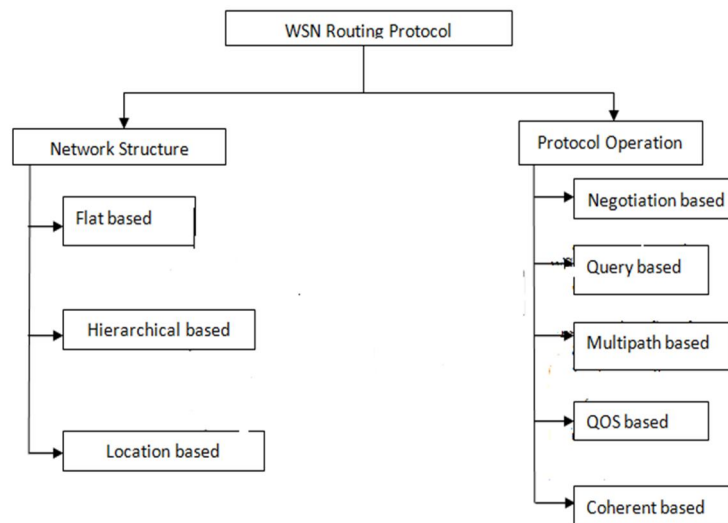 WSN Routing Protocol
Network Structure
Flat based
Hierarchical based
Location based
Protocol Operation
Negotiation based
Query based
Multipath based
QOS based
Coherent based